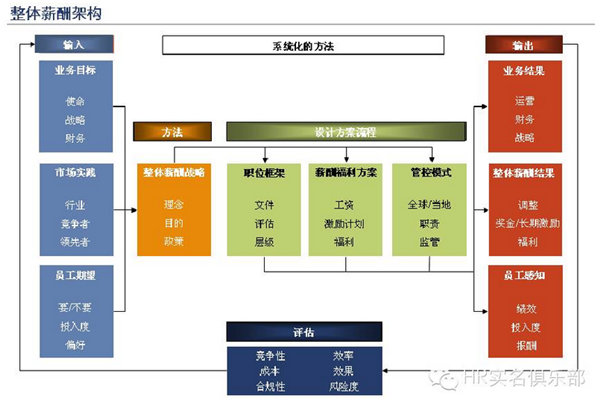 整体薪酬架构
输入
系统化的方法
输出
业务目标
使命
战略
财务
市场实践
行业
竞争者
领先者
员工期望
要/不要
投入度
偏好
方法
整体薪酬战略
理念
目的
政策
设计方案流程
职位框架
文件
评估
层级
薪酬福利方案
工资
激励计划
福利
管控模式
全球/当地
职责
监管
业务结果
运营
财务
战略
整体薪酬结果
调整
奖金/长期激励
福利
员工感知
绩效
投入度
报酬
评估
竞争性 效率
成本 效果
合规性 风险度
HR实名俱乐部